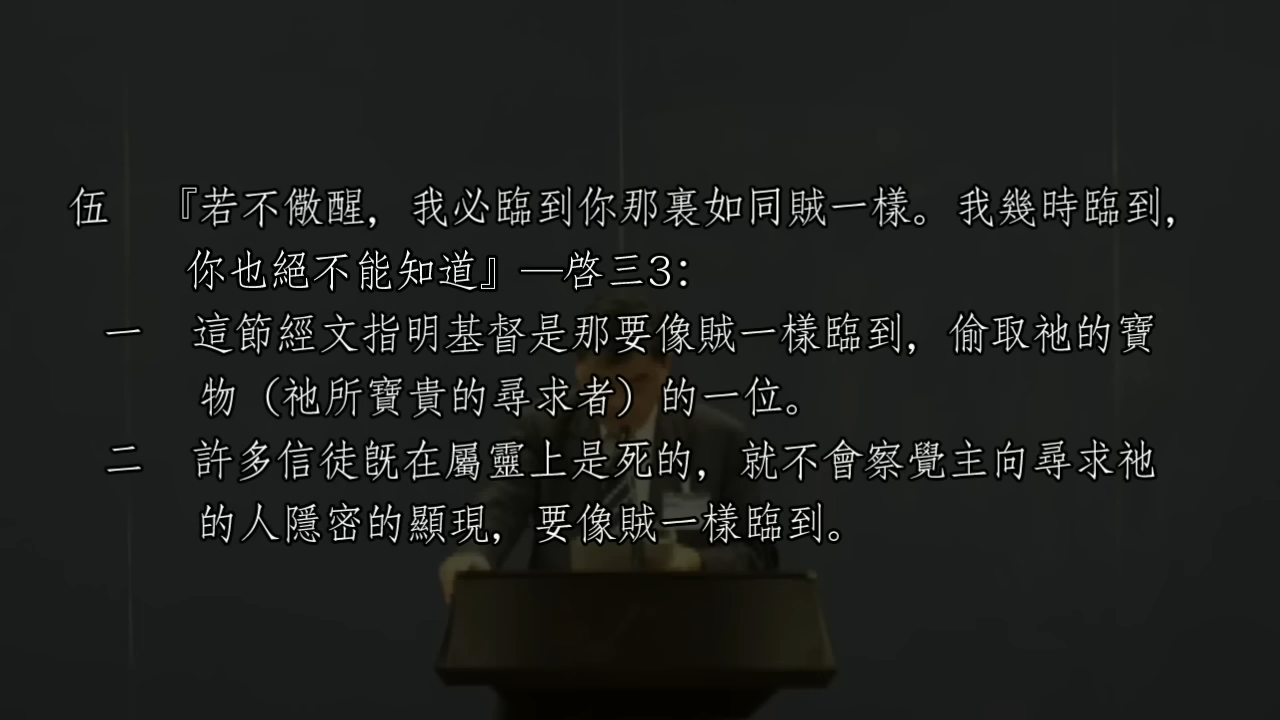 伍 『若不儆醒，我必臨到你那裏如同賊一樣。我幾時臨到，
你也絕不能知道』—啓三3：
一 這節經文指明基督是那要像賊一樣臨到，偷取祂的寶
物（祂所寶貴的尋求者）的一位。
二 許多信徒既在屬靈上是死的，就不會察覺主向尋求祂
的人隱密的顯現，要像賊一樣臨到。